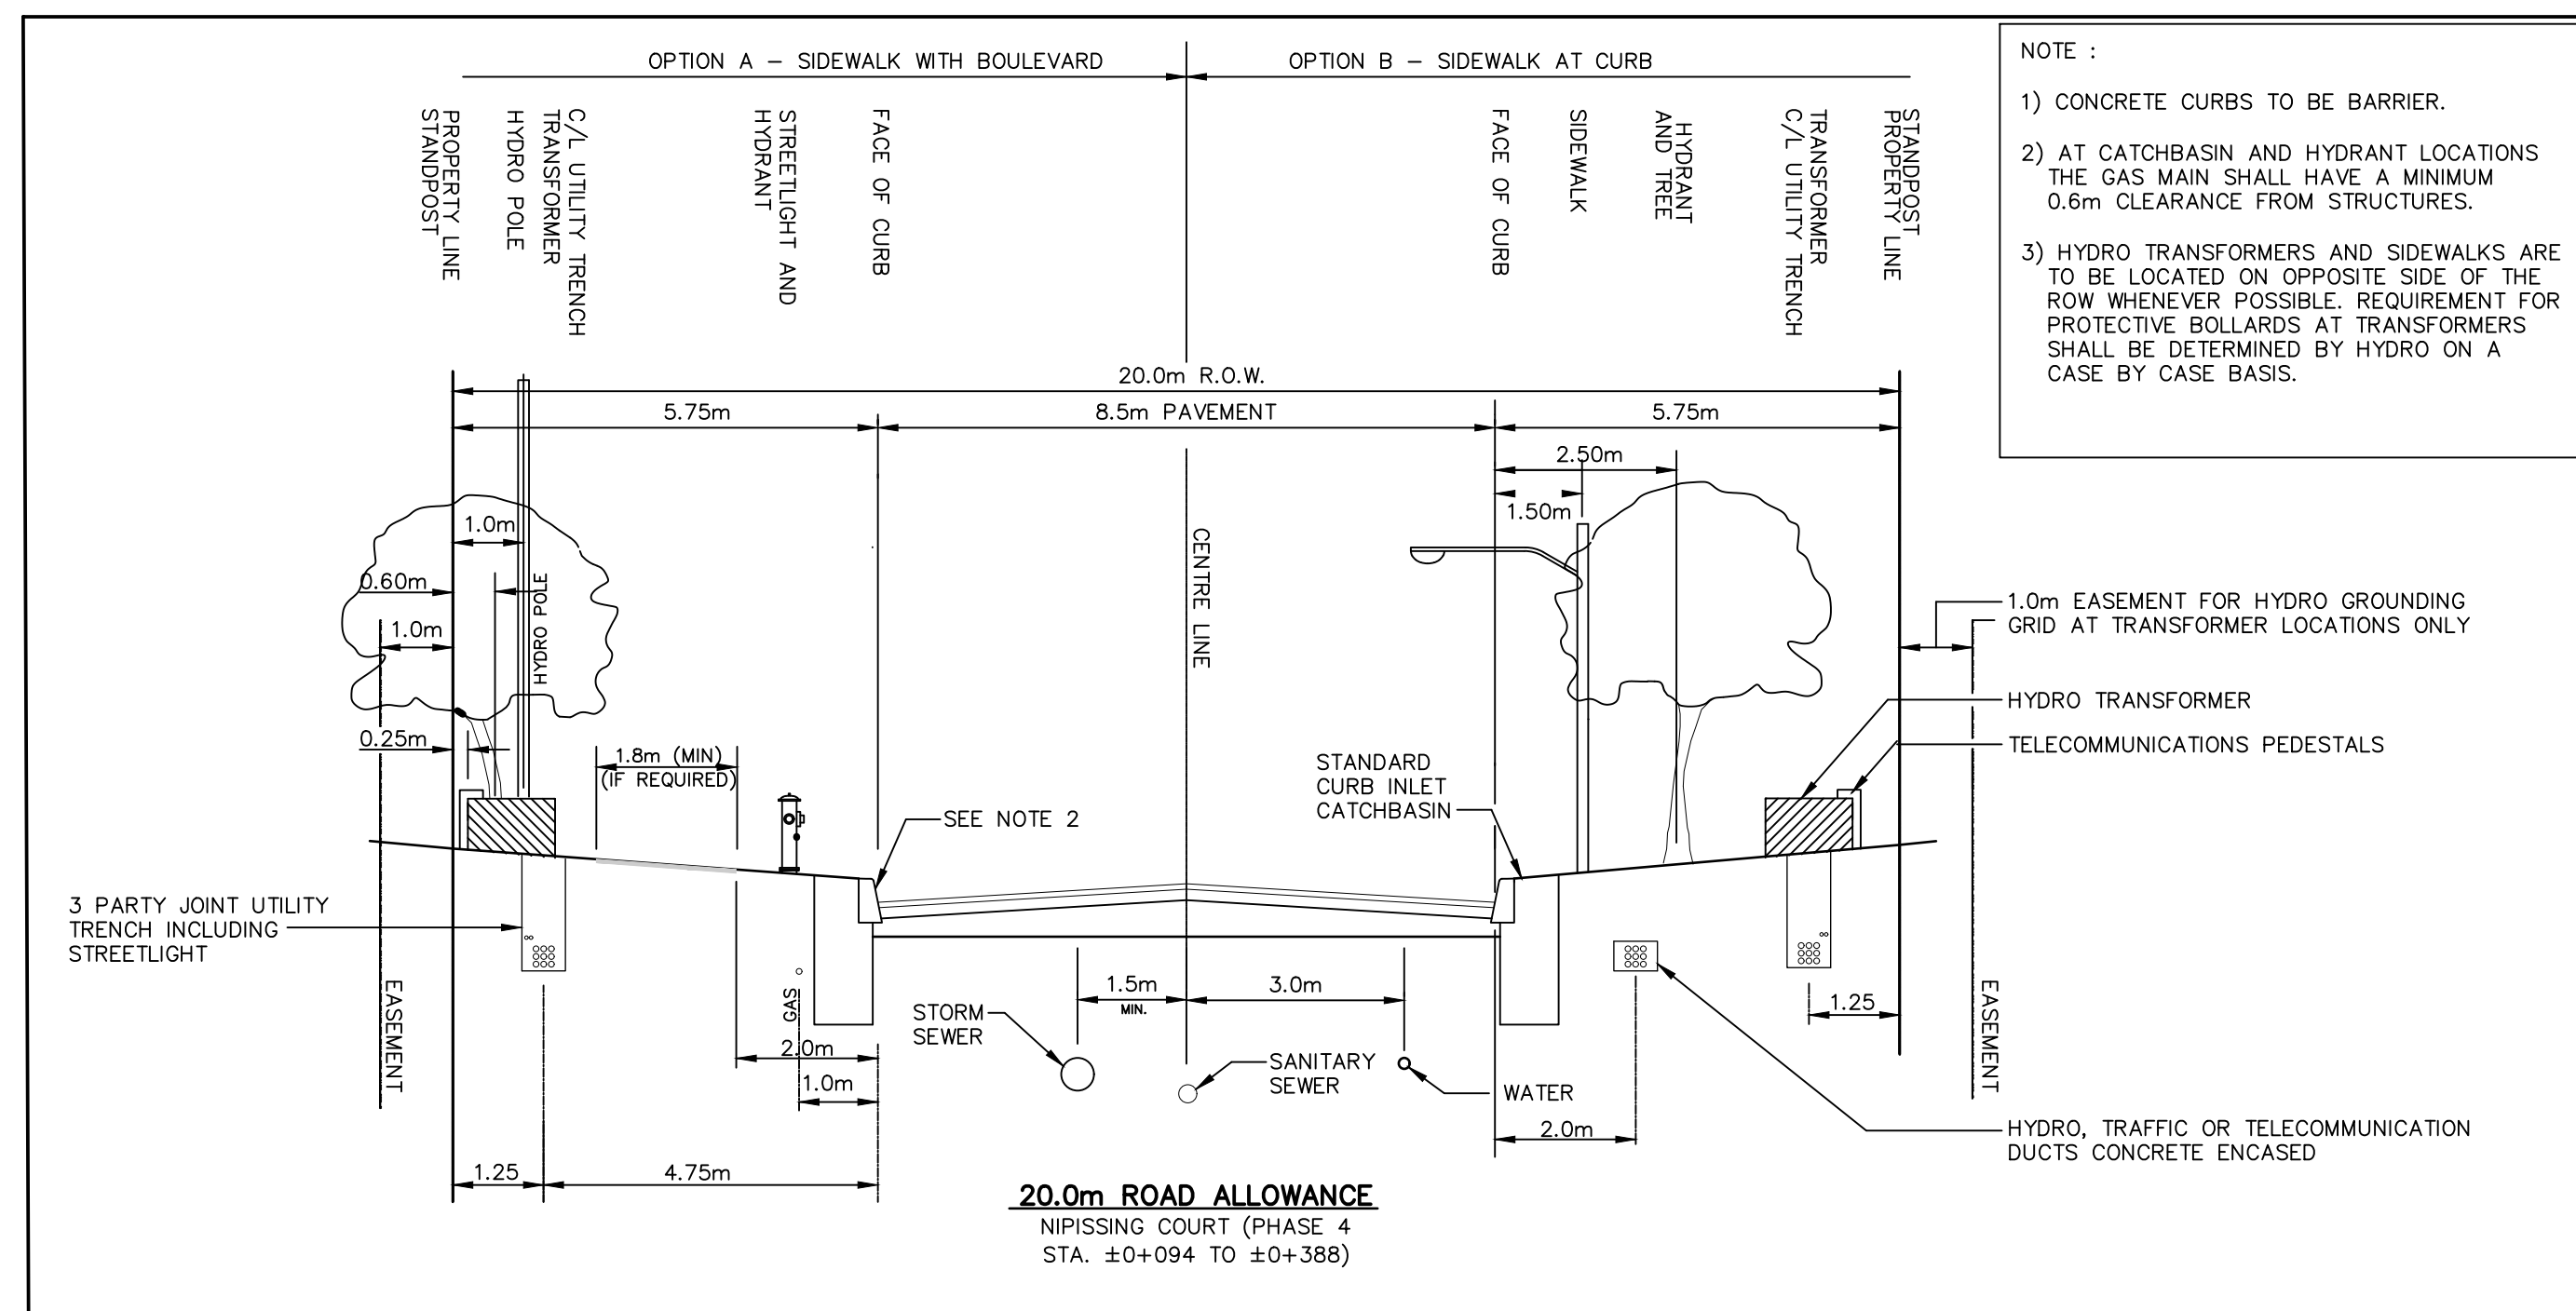 OPTION A – SIDEWALK WITH BOULEVARD
OPTION B – SIDEWALK AT CURB
PROPERTY LINE
STANDPOST
HYDRO POLE
C/L UTILITY TRENCH
TRANSFORMER
STREETLIGHT AND
HYDRANT
FACE OF CURB
FACE OF CURB
SIDEWALK
HYDRANT
AND TREE
TRANSFORMER
C/L UTILITY TRENCH
STANDPOST
PROPERTY LINE
NOTE :
1) CONCRETE CURBS TO BE BARRIER.
2) AT CATCHBASIN AND HYDRANT LOCATIONS
THE GAS MAIN SHALL HAVE A MINIMUM
0.6m CLEARANCE FROM STRUCTURES.
3) HYDRO TRANSFORMERS AND SIDEWALKS ARE
TO BE LOCATED ON OPPOSITE SIDE OF THE
ROW WHENEVER POSSIBLE. REQUIREMENT FOR
PROTECTIVE BOLLARDS AT TRANSFORMERS
SHALL BE DETERMINED BY HYDRO ON A
CASE BY CASE BASIS.
20.0m R.O.W.
5.75m
8.5m PAVEMENT
5.75m
2.50m
1.50m
1.0m
0.60m
1.0m
HYDRO POLE
0.25m
1.8m (MIN)
(IF REQUIRED)
CENTRE LINE
SEE NOTE 2
STANDARD
CURB INLET
CATCHBASIN
1.0m EASEMENT FOR HYDRO GROUNDING
GRID AT TRANSFORMER LOCATIONS ONLY
HYDRO TRANSFORMER
TELECOMMUNICATIONS PEDESTALS
3 PARTY JOINT UTILITY
TRENCH INCLUDING
STREETLIGHT
EASEMENT
GAS
2.0m
1.0m
STORM
SEWER
1.5m
MIN.
3.0m
SANITARY
SEWER
WATER
2.0m
1.25
EASEMENT
HYDRO, TRAFFIC OR TELECOMMUNICATION
DUCTS CONCRETE ENCASED
1.25
4.75m
20.0m ROAD ALLOWANCE
NIPISSING COURT (PHASE 4
STA. ±0+094 TO ±0+388)